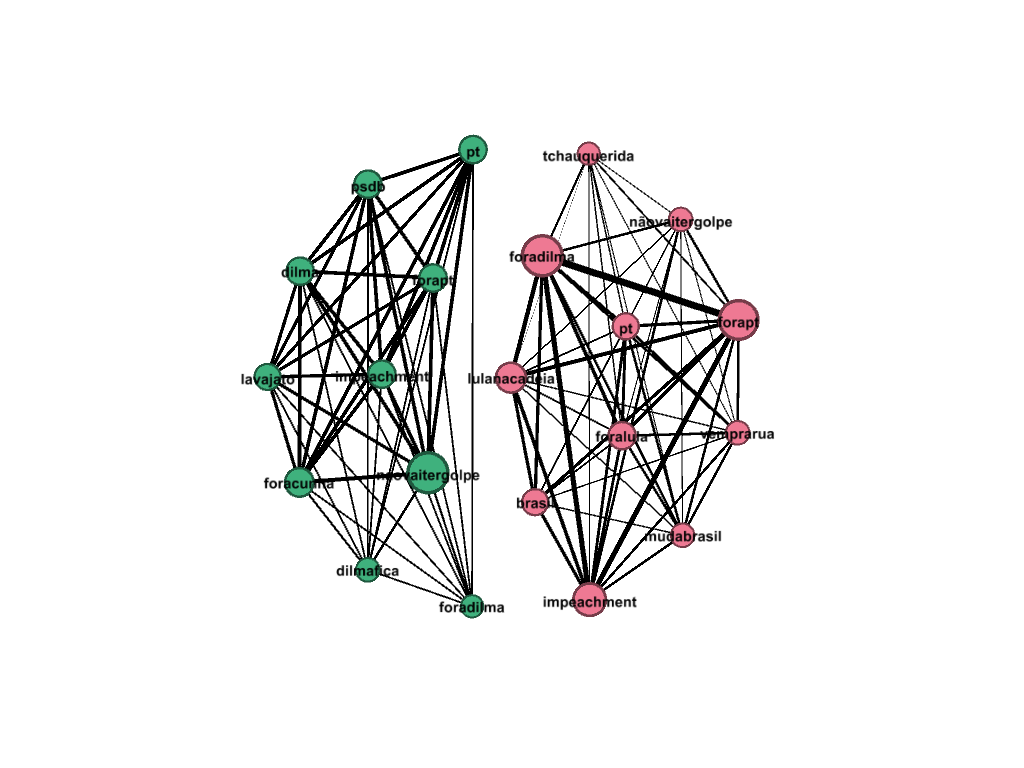 pt
psdb
dilma
forapt
lavajato
impeachment
foracunha
naovaitergolpe
dilmafica
foradilma
tchauquerida
nãovaitergolpe
foradilma
pt
forapt
lulanacadeia
foralula
vemprarua
brasil
mudabrasil
impeachment